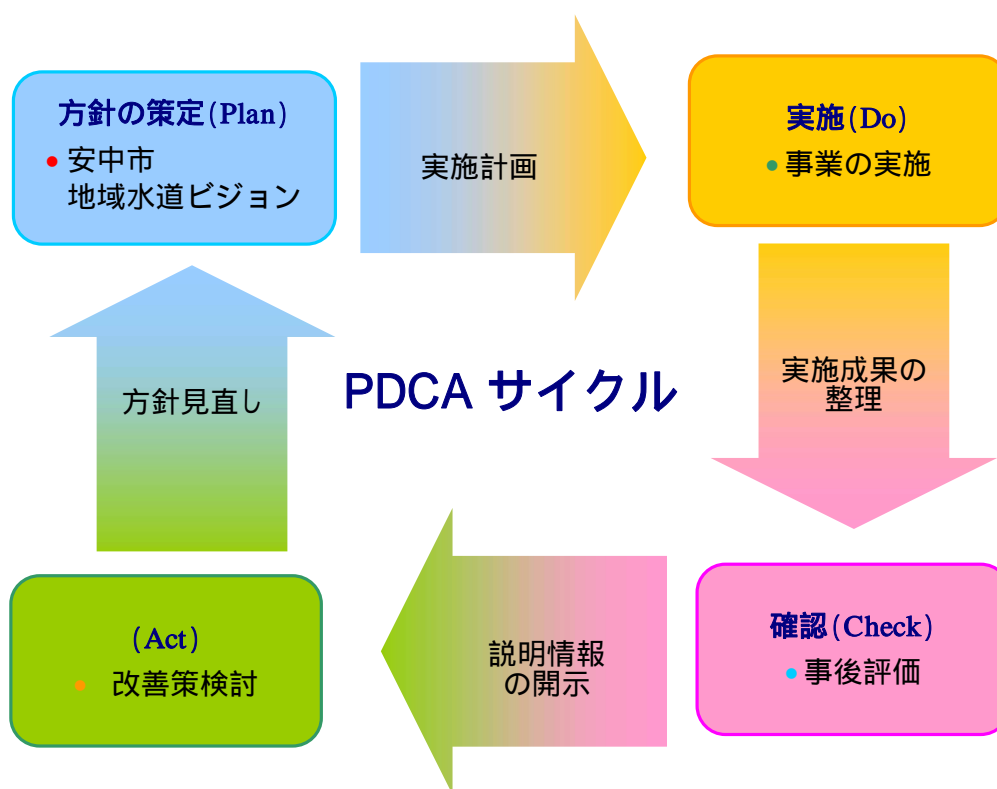 方針の策定(Plan)
• 安中市
地域水道ビジョン
実施計画
実施(Do)
• 事業の実施
実施成果の
整理
確認(Check)
• 事後評価
説明情報
の開示
(Act)
• 改善策検討
方針見直し
PDCA サイクル